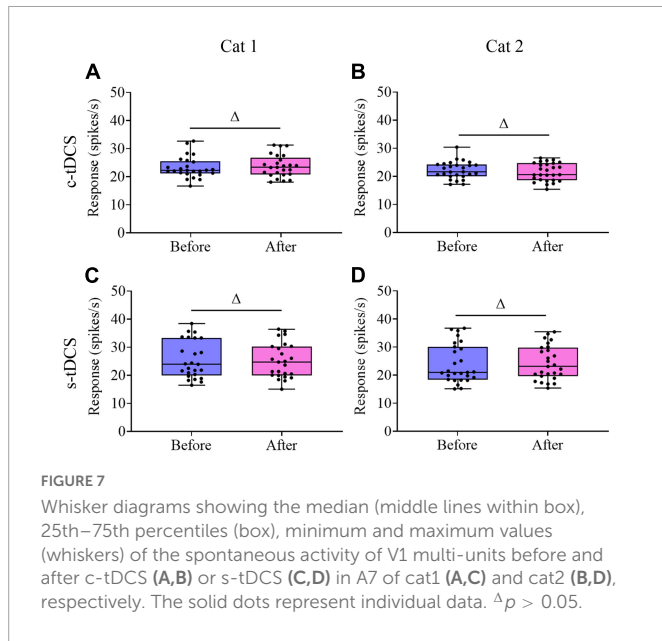 Cat 1
Cat 2
A
B
c-tDCS
Response (spikes/s)
50
40
30
20
10
0
Δ
Before
After
Response (spikes/s)
50
40
30
20
10
0
Δ
Before
After
C
D
s-tDCS
Response (spikes/s)
50
40
30
20
10
0
Δ
Before
After
Response (spikes/s)
50
40
30
20
10
0
Δ
Before
After
FIGURE 7
Whisker diagrams showing the median (middle lines within box),
25th–75th percentiles (box), minimum and maximum values
(whiskers) of the spontaneous activity of V1 multi-units before and
after c-tDCS (A,B) or s-tDCS (C,D) in A7 of cat1 (A,C) and cat2 (B,D),
respectively. The solid dots represent individual data. Δp > 0.05.